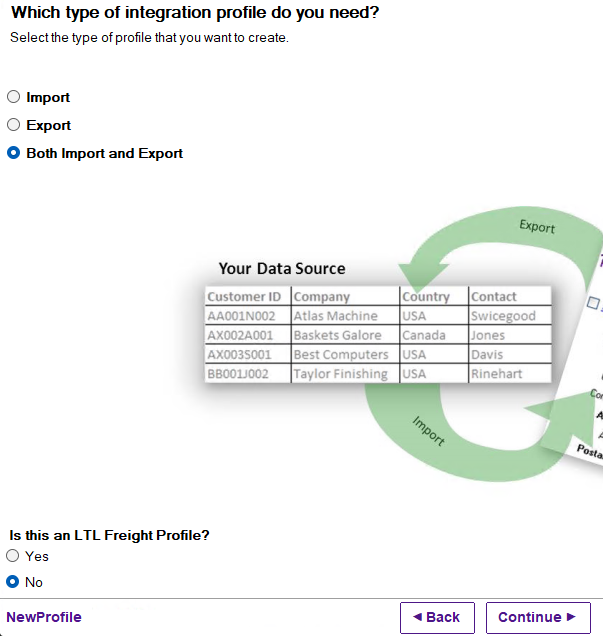 Which type of integration profile do you need?
Select the type of profile that you want to create.
Import
Export
Both Import and Export
Export
Your Data Source
Customer ID Company Country Contact
AA001N002 Atlas Machine USA Swicegood
AX002A001 Baskets Galore Canada Jones
AX003S001 Best Computers USA Davis
BB001J002 Taylor Finishing USA Rinehart
Import
Is this an LTL Freight Profile?
Yes
No
NewProfile
Back
Continue